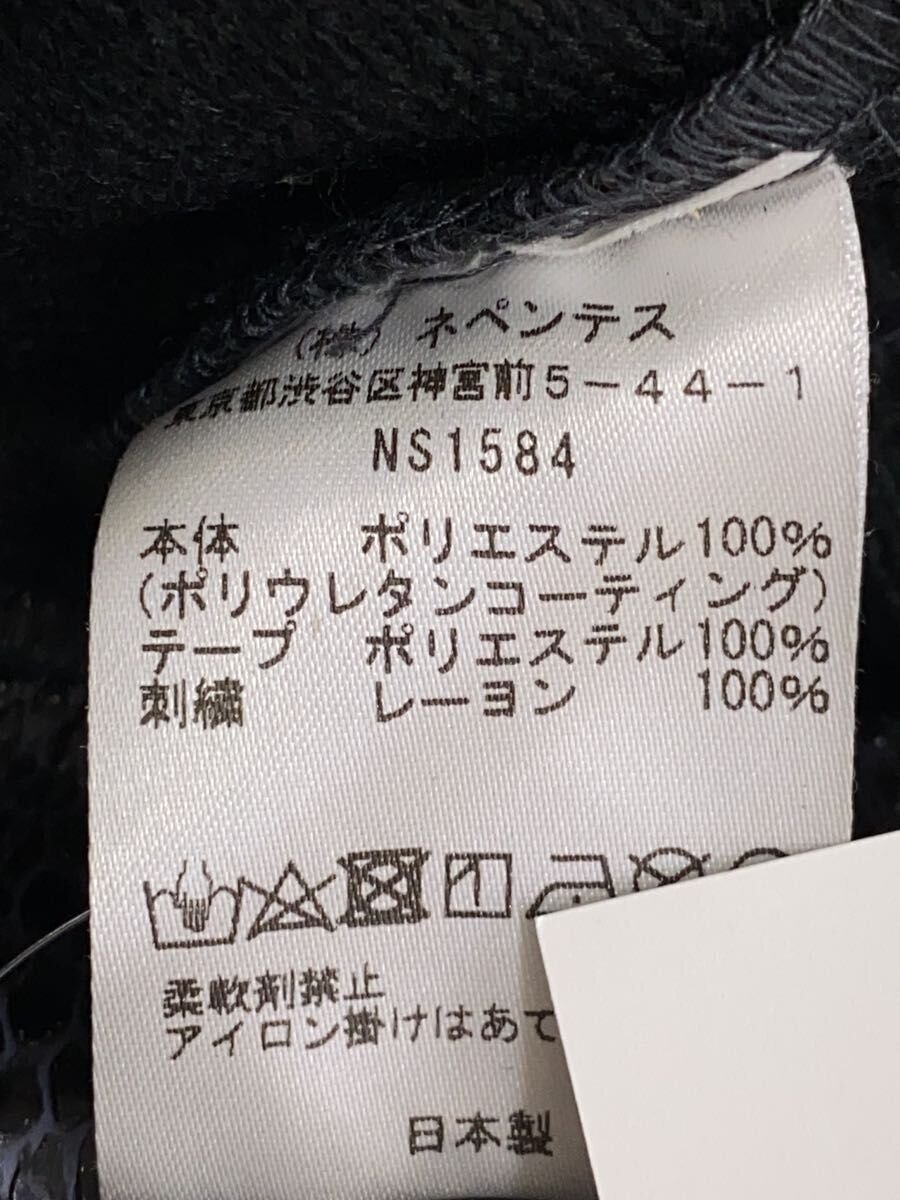 (株) ネペンテス
東京都渋谷区神宮前5-44-1
NS1584
本体 ポリエステル100%
(ポリウレタンコーティング)
テープ ポリエステル100%
刺繍 レーヨン 100%
柔軟剤禁止
アイロン掛けはあて
日本製